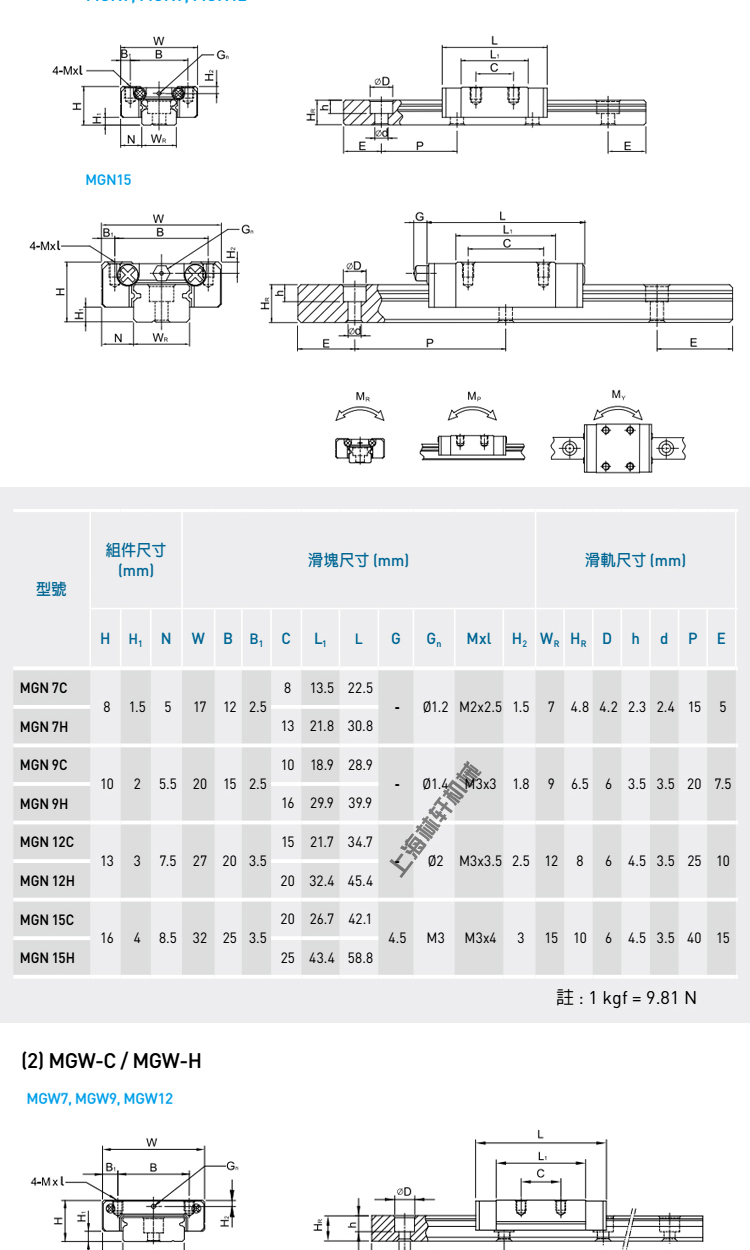 W
B₁ B Gₙ
4-Mxl
H₂
H
H₁
N W_R
L
L₁
C
ØD
h
H_R
Ød
E P E
MGN15
W
B₁ B Gₙ
4-Mxl
H₂
H
H₁
N W_R
G L
L₁
C
ØD
h
H_R
Ød
E P E
M_R M_P M_Y
型號 組件尺寸 (mm) 滑塊尺寸 (mm) 滑軌尺寸 (mm)
H H₁ N W B B₁ C L₁ L G Gₙ Mxl H₂ W_R H_R D h d P E
MGN 7C 8 1.5 5 17 12 2.5 8 13.5 22.5 - Ø1.2 M2x2.5 1.5 7 4.8 4.2 2.3 2.4 15 5
MGN 7H 13 21.8 30.8
MGN 9C 10 2 5.5 20 15 2.5 10 18.9 28.9 - Ø1.4 M3x3 1.8 9 6.5 6 3.5 3.5 20 7.5
MGN 9H 16 29.9 39.9
MGN 12C 13 3 7.5 27 20 3.5 15 21.7 34.7 - Ø2 M3x3.5 2.5 12 8 6 4.5 3.5 25 10
MGN 12H 20 32.4 45.4
MGN 15C 16 4 8.5 32 25 3.5 20 26.7 42.1 4.5 M3 M3x4 3 15 10 6 4.5 3.5 40 15
MGN 15H 25 43.4 58.8
上海林轩机械
註 : 1 kgf = 9.81 N
(2) MGW-C / MGW-H
MGW7, MGW9, MGW12
W
B₁ B Gₙ
4-Mxl
H₂
H
H₁
L
L₁
C
ØD
h
H_R